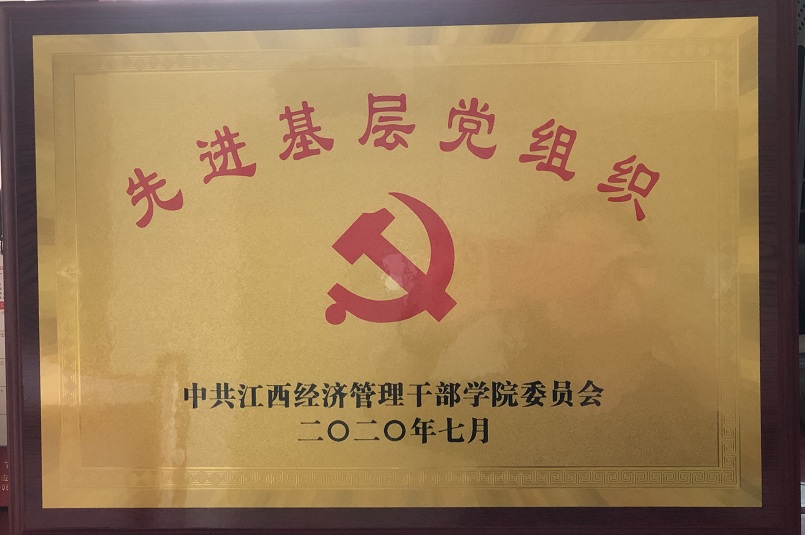 先进基层党组织
中共江西经济管理干部学院委员会
二〇二〇年七月